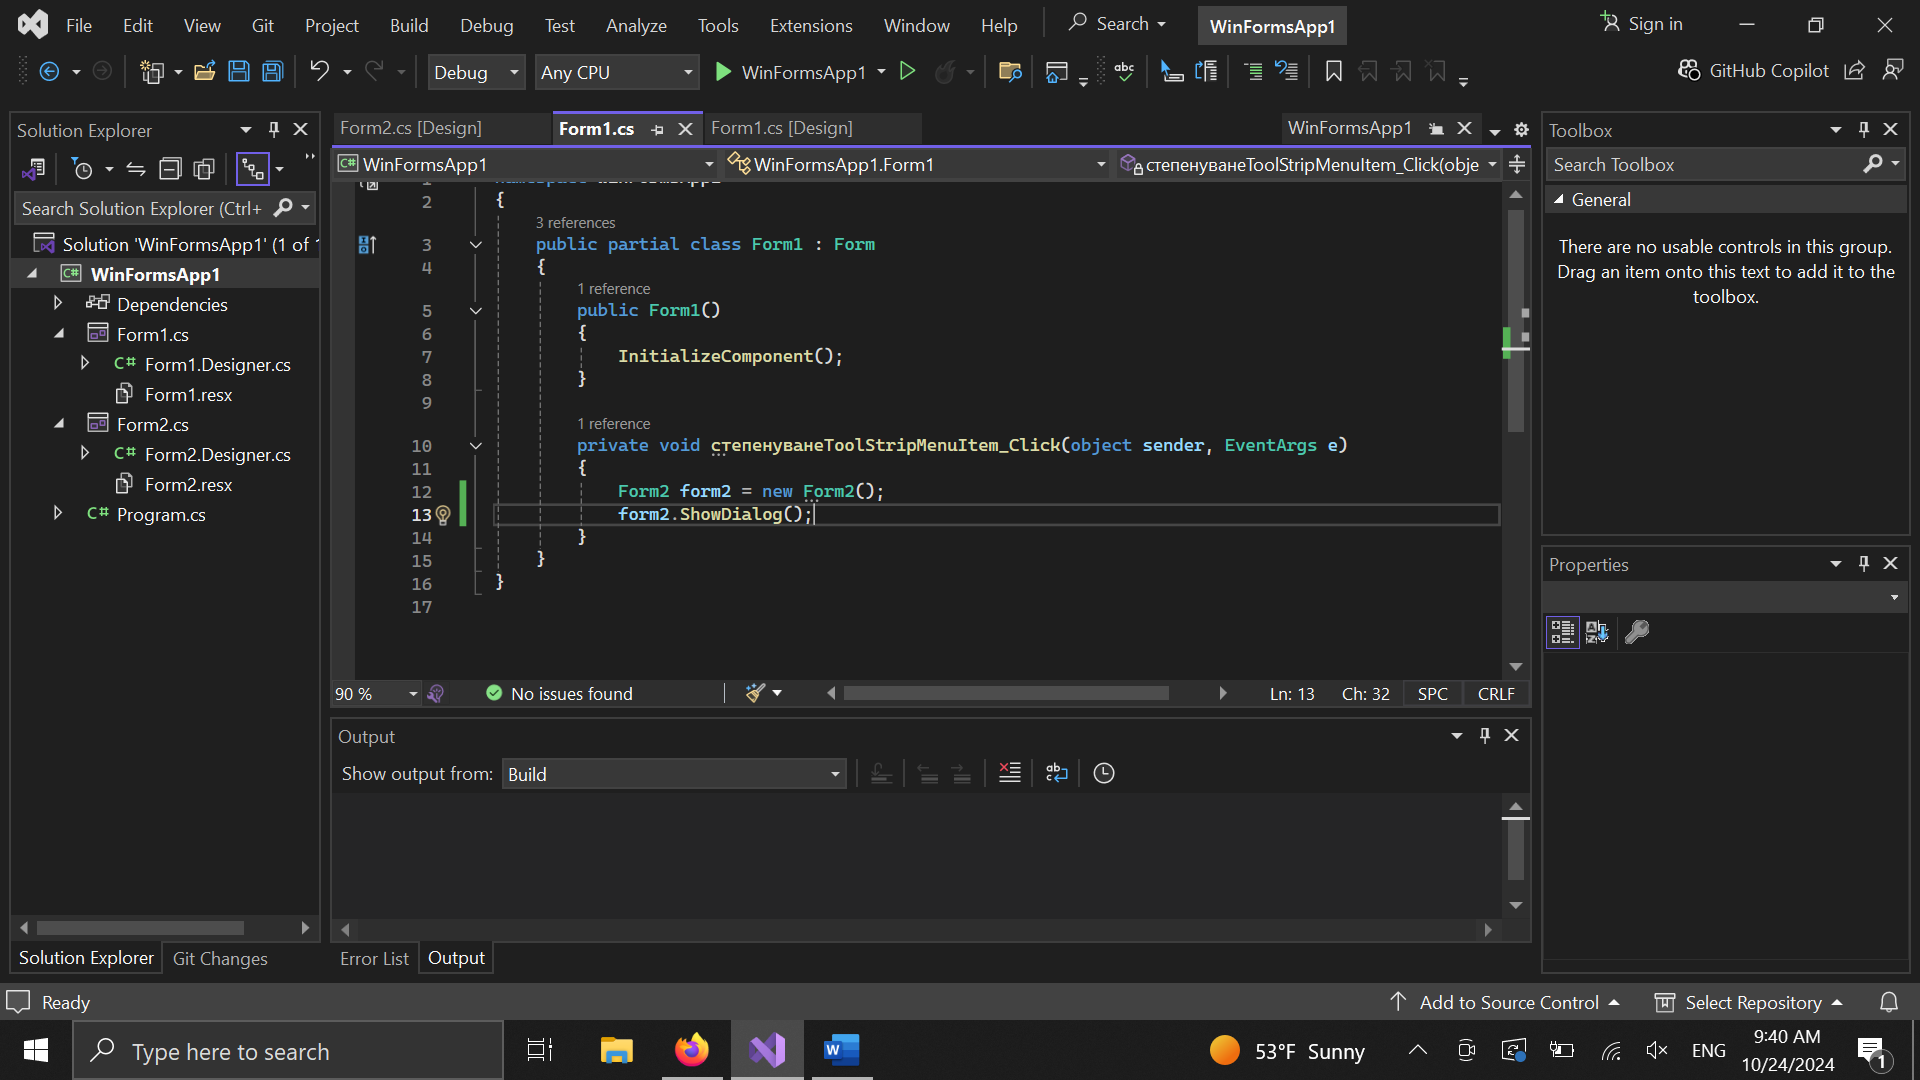 File Edit View Git Project Build Debug Test Analyze Tools Extensions Window Help Search WinFormsApp1 Sign in
Debug Any CPU WinFormsApp1 GitHub Copilot
Solution Explorer
Search Solution Explorer (Ctrl+
Solution 'WinFormsApp1' (1 of 1
WinFormsApp1
Dependencies
Form1.cs
Form1.Designer.cs
Form1.resx
Form2.cs
Form2.Designer.cs
Form2.resx
Program.cs
Solution Explorer Git Changes
Form2.cs [Design] Form1.cs Form1.cs [Design] WinFormsApp1
WinFormsApp1 WinFormsApp1.Form1 степенуванеToolStripMenuItem_Click(obje
2 {
3 references
3 public partial class Form1 : Form
4 {
1 reference
5 public Form1()
6 {
7 InitializeComponent();
8 }
9
1 reference
10 private void степенуванеToolStripMenuItem_Click(object sender, EventArgs e)
11 {
12 Form2 form2 = new Form2();
13 form2.ShowDialog();
14 }
15 }
16 }
17
90 % No issues found Ln: 13 Ch: 32 SPC CRLF
Output
Show output from: Build
Error List Output
Toolbox
Search Toolbox
General
There are no usable controls in this group.
Drag an item onto this text to add it to the
toolbox.
Properties
Ready Add to Source Control Select Repository
Type here to search 53°F Sunny ENG 9:40 AM
10/24/2024 1